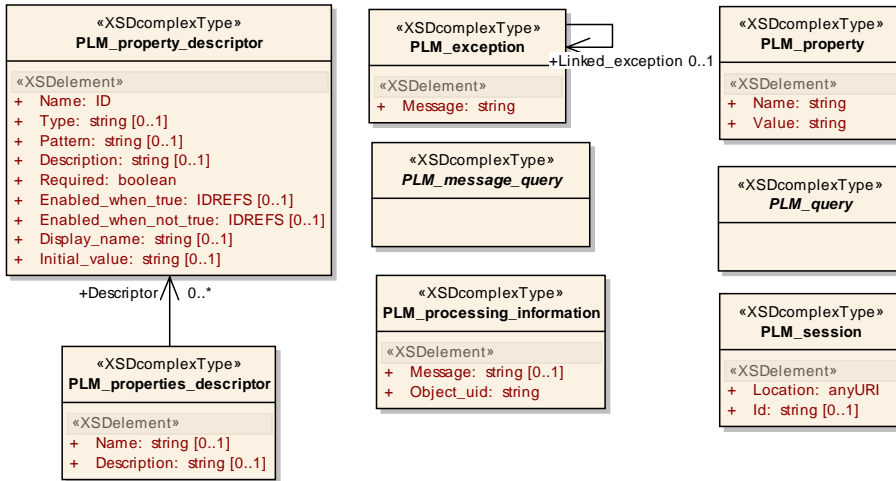 «XSDcomplexType»
PLM_property_descriptor
«XSDelement»
+ Name: ID
+ Type: string [0..1]
+ Pattern: string [0..1]
+ Description: string [0..1]
+ Required: boolean
+ Enabled_when_true: IDREFS [0..1]
+ Enabled_when_not_true: IDREFS [0..1]
+ Display_name: string [0..1]
+ Initial_value: string [0..1]
+Descriptor 0..*
«XSDcomplexType»
PLM_properties_descriptor
«XSDelement»
+ Name: string [0..1]
+ Description: string [0..1]
«XSDcomplexType»
PLM_exception
«XSDelement»
+ Message: string
+Linked_exception 0..1
«XSDcomplexType»
PLM_message_query
«XSDcomplexType»
PLM_processing_information
«XSDelement»
+ Message: string [0..1]
+ Object_uid: string
«XSDcomplexType»
PLM_property
«XSDelement»
+ Name: string
+ Value: string
«XSDcomplexType»
PLM_query
«XSDcomplexType»
PLM_session
«XSDelement»
+ Location: anyURI
+ Id: string [0..1]